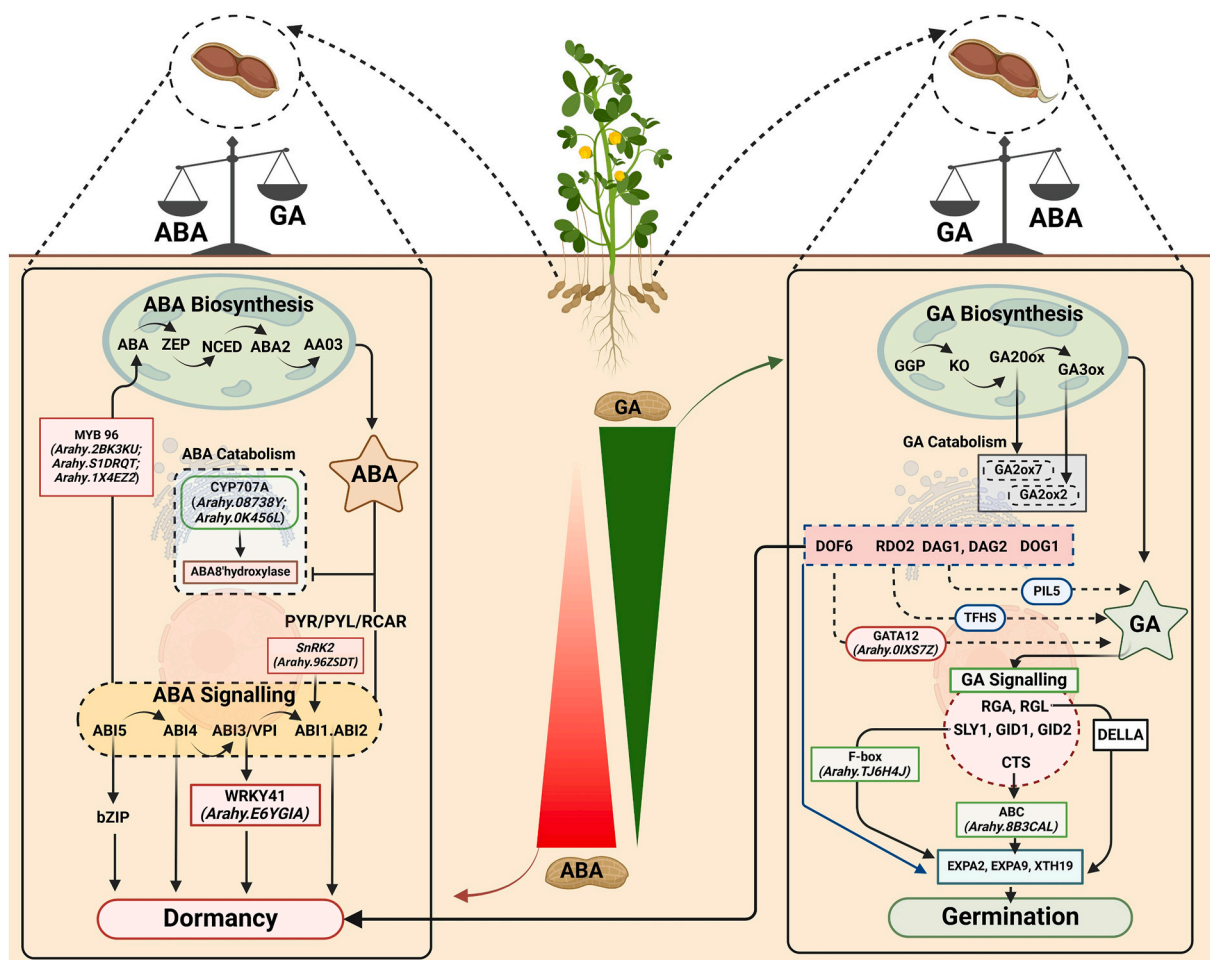 ABA
GA
GA
ABA
ABA Biosynthesis
ABA
ZEP
NCED
ABA2
AA03
MYB 96
(Arahy.2BK3KU;
Arahy.S1DRQT;
Arahy.1X4EZ2)
ABA Catabolism
CYP707A
(Arahy.08738Y;
Arahy.0K456L)
ABA8'hydroxylase
ABA
PYR/PYL/RCAR
SnRK2
(Arahy.96ZSDT)
ABA Signalling
ABI5
ABI4
ABI3/VPI
ABI1.ABI2
bZIP
WRKY41
(Arahy.E6YGIA)
Dormancy
GA
ABA
GA Biosynthesis
GGP
KO
GA20ox
GA3ox
GA Catabolism
GA2ox7
GA2ox2
DOF6
RDO2
DAG1, DAG2
DOG1
PIL5
TFHS
GATA12
(Arahy.0IXS7Z)
GA
GA Signalling
RGA, RGL
SLY1, GID1, GID2
CTS
DELLA
F-box
(Arahy.TJ6H4J)
ABC
(Arahy.8B3CAL)
EXPA2, EXPA9, XTH19
Germination